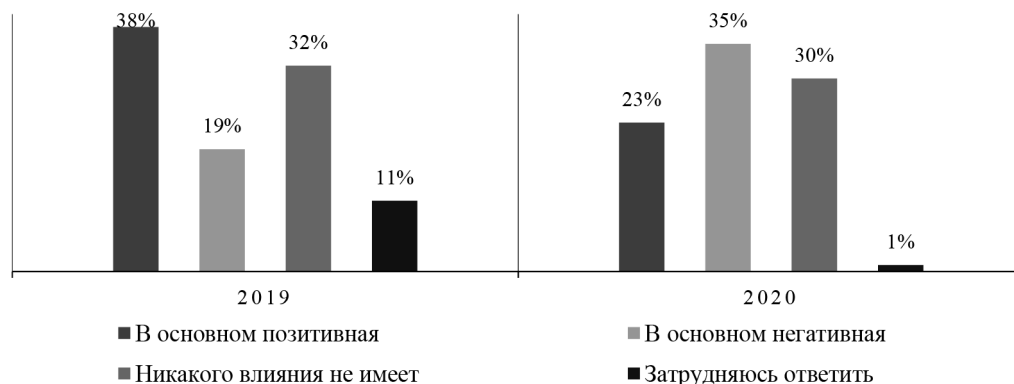 38%
35%
32%
30%
23%
19%
11%
1%
2019
2020
В основном позитивная
В основном негативная
Никакого влияния не имеет
Затрудняюсь ответить